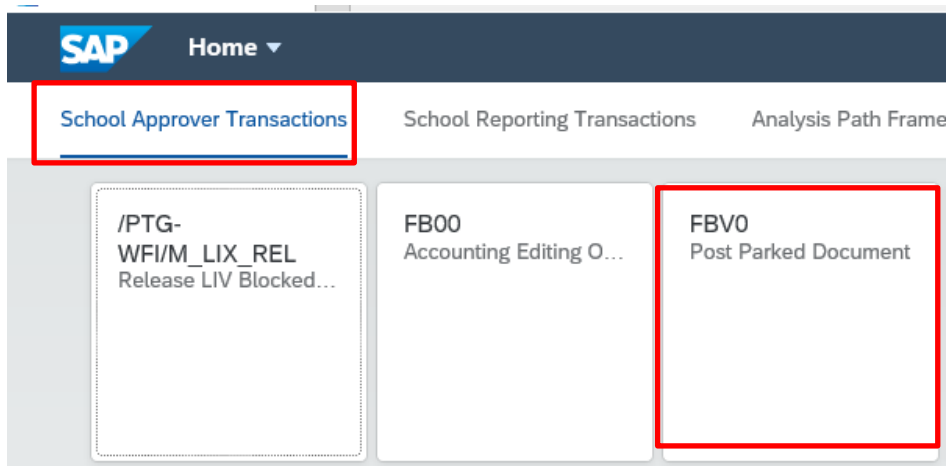 SAP
Home
School Approver Transactions
School Reporting Transactions
Analysis Path Frame
/PTG-
WFI/M_LIX_REL
Release LIV Blocked...
FB00
Accounting Editing O...
FBV0
Post Parked Document